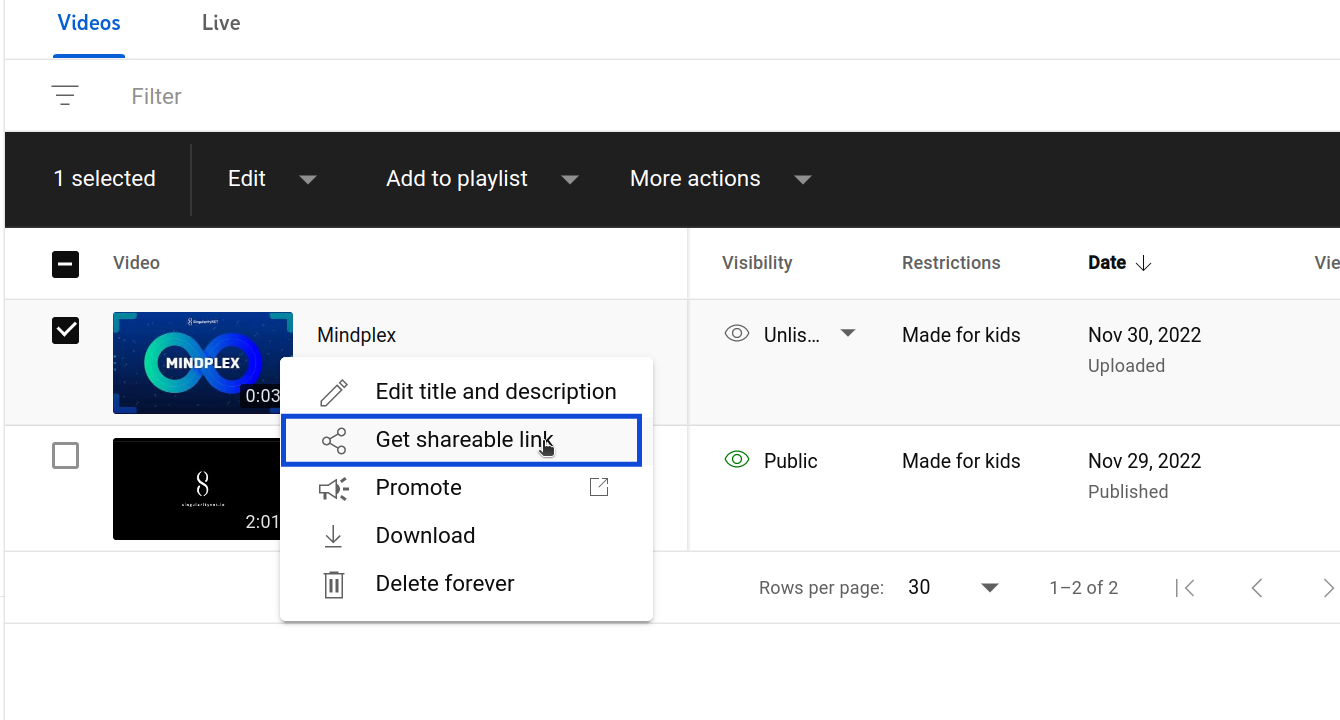 Videos Live
Filter
1 selected Edit Add to playlist More actions
Video Visibility Restrictions Date Vie
SingularityNET
MINDPLEX
0:03
Mindplex
Unlis... Made for kids Nov 30, 2022
Uploaded
Edit title and description
Get shareable link
Promote
Download
Delete forever
singularitynet.io
2:01
Public Made for kids Nov 29, 2022
Published
Rows per page: 30 1–2 of 2